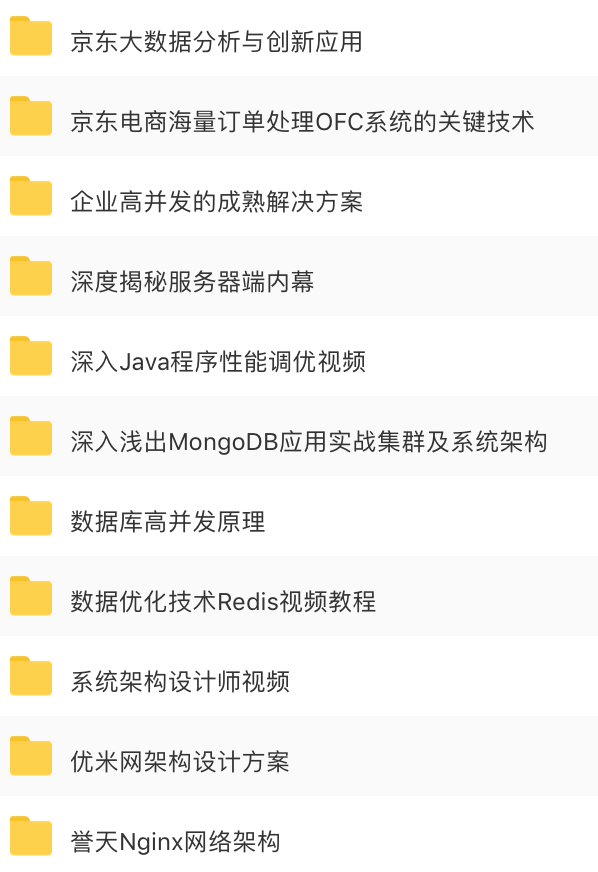 京东大数据分析与创新应用
京东电商海量订单处理OFC系统的关键技术
企业高并发的成熟解决方案
深度揭秘服务器端内幕
深入Java程序性能调优视频
深入浅出MongoDB应用实战集群及系统架构
数据库高并发原理
数据优化技术Redis视频教程
系统架构设计师视频
优米网架构设计方案
誉天Nginx网络架构